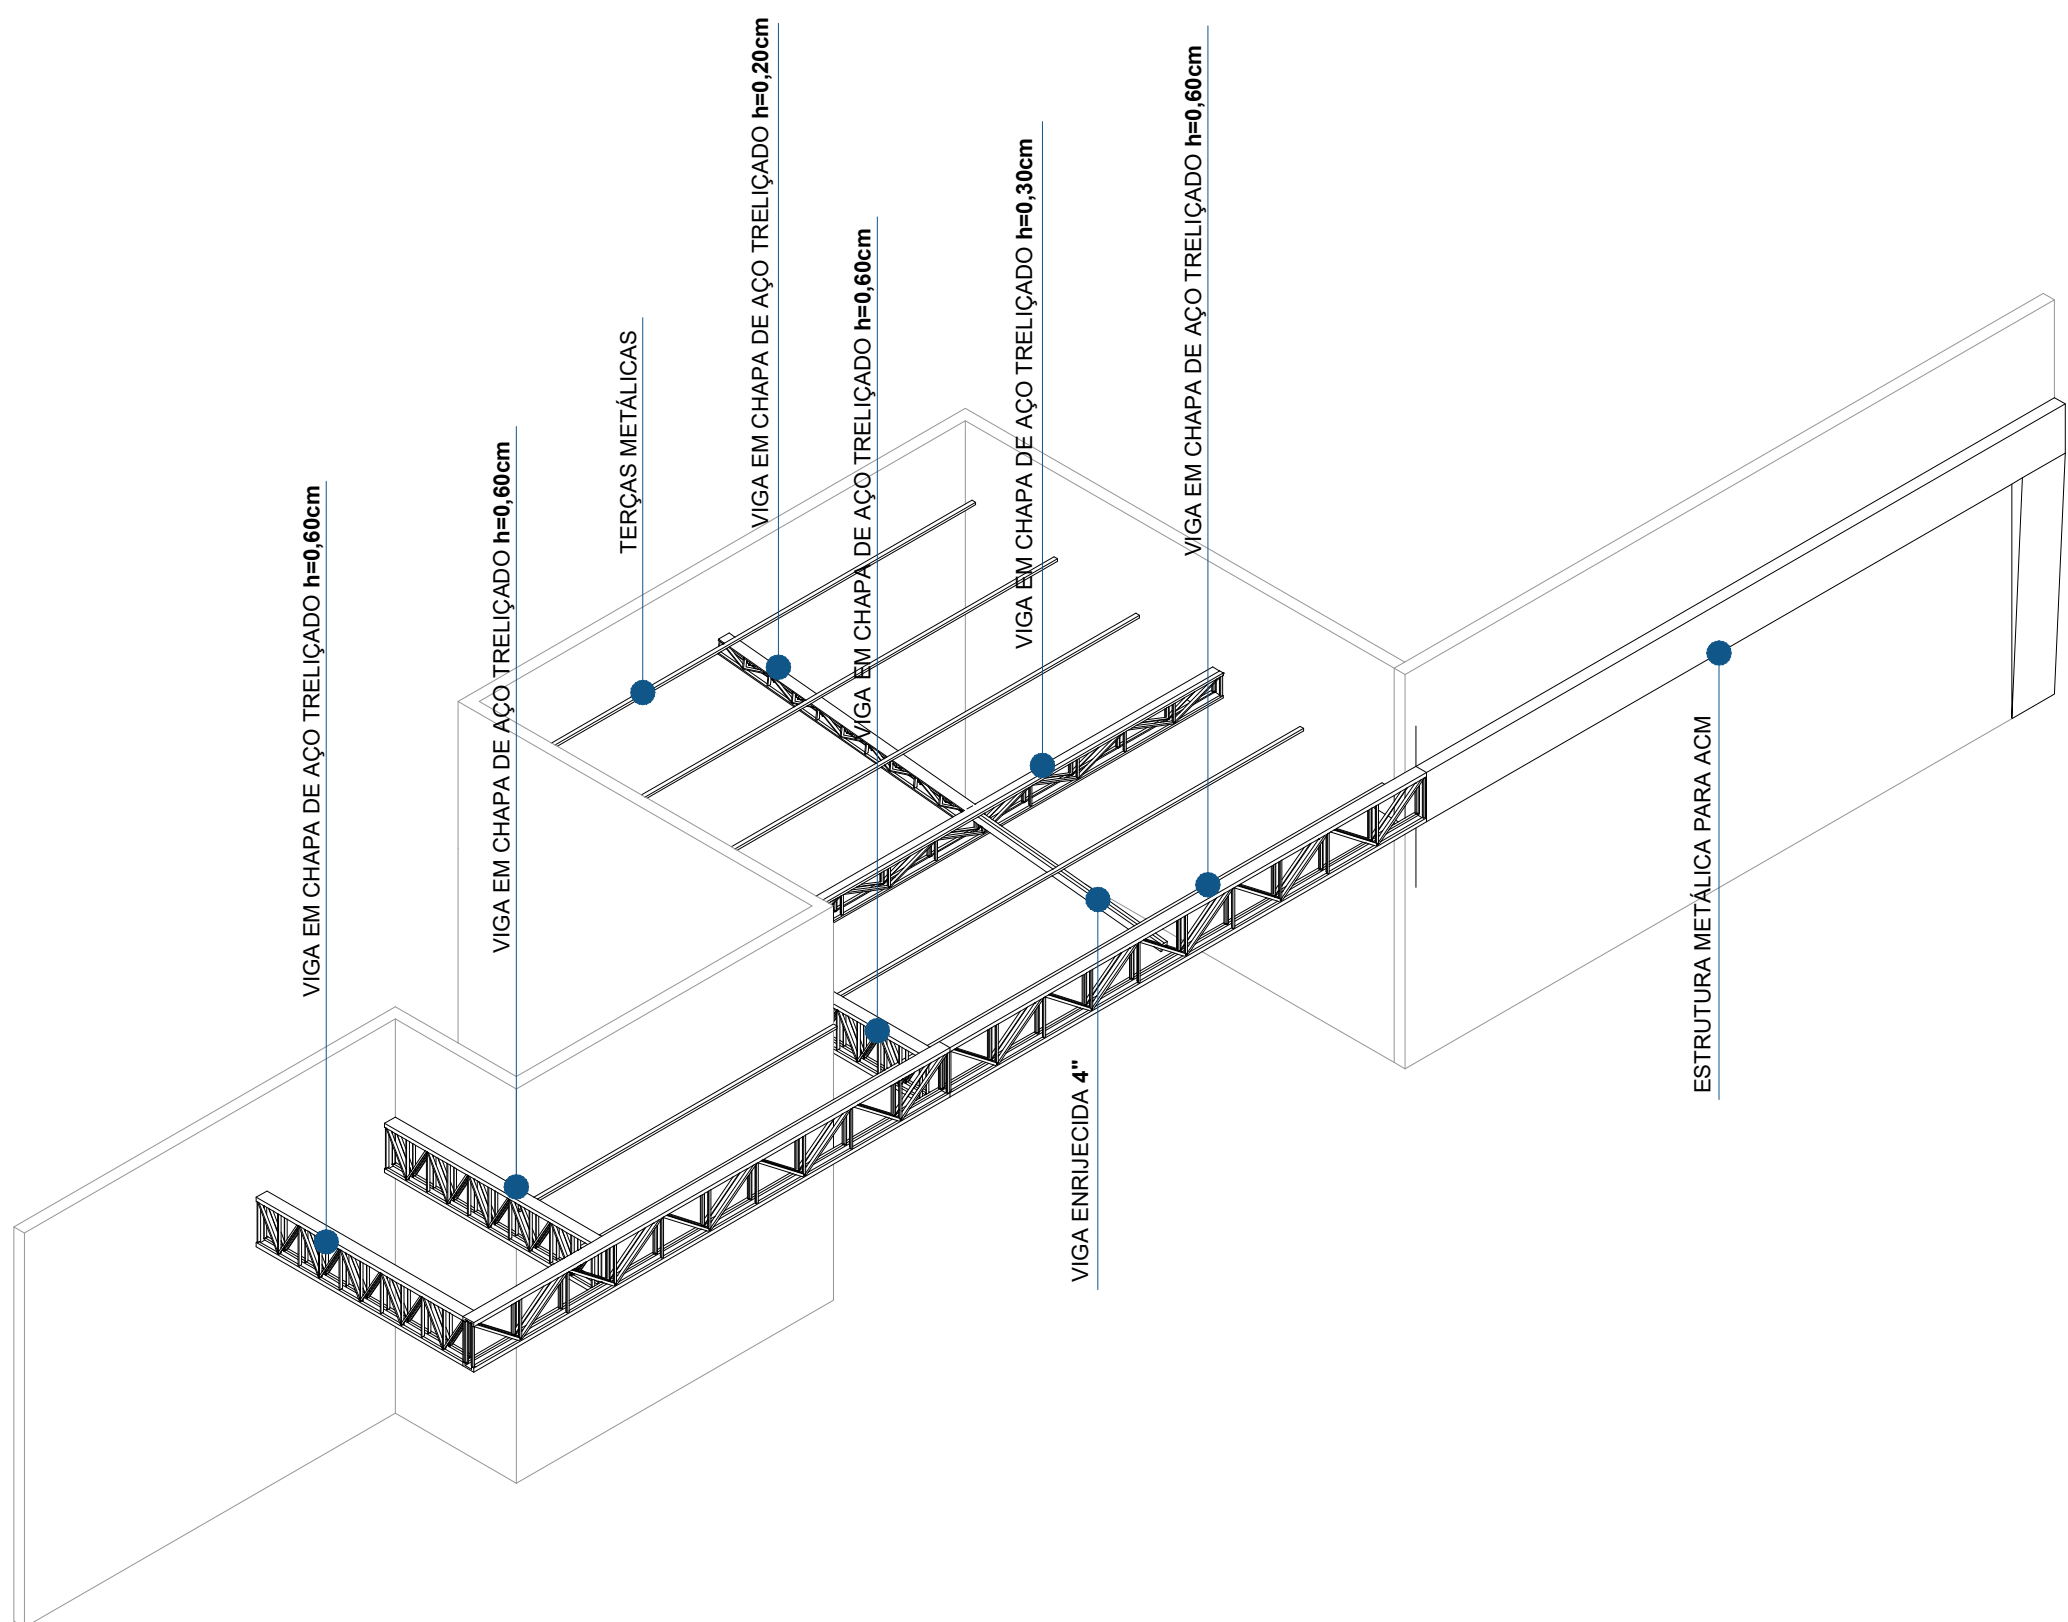 VIGA EM CHAPA DE AÇO TRELIÇADO h=0,60cm
VIGA EM CHAPA DE AÇO TRELIÇADO h=0,60cm
TERÇAS METÁLICAS
VIGA EM CHAPA DE AÇO TRELIÇADO h=0,20cm
VIGA EM CHAPA DE AÇO TRELIÇADO h=0,60cm
VIGA EM CHAPA DE AÇO TRELIÇADO h=0,30cm
VIGA ENRIJECIDA 4"
VIGA EM CHAPA DE AÇO TRELIÇADO h=0,60cm
ESTRUTURA METÁLICA PARA ACM